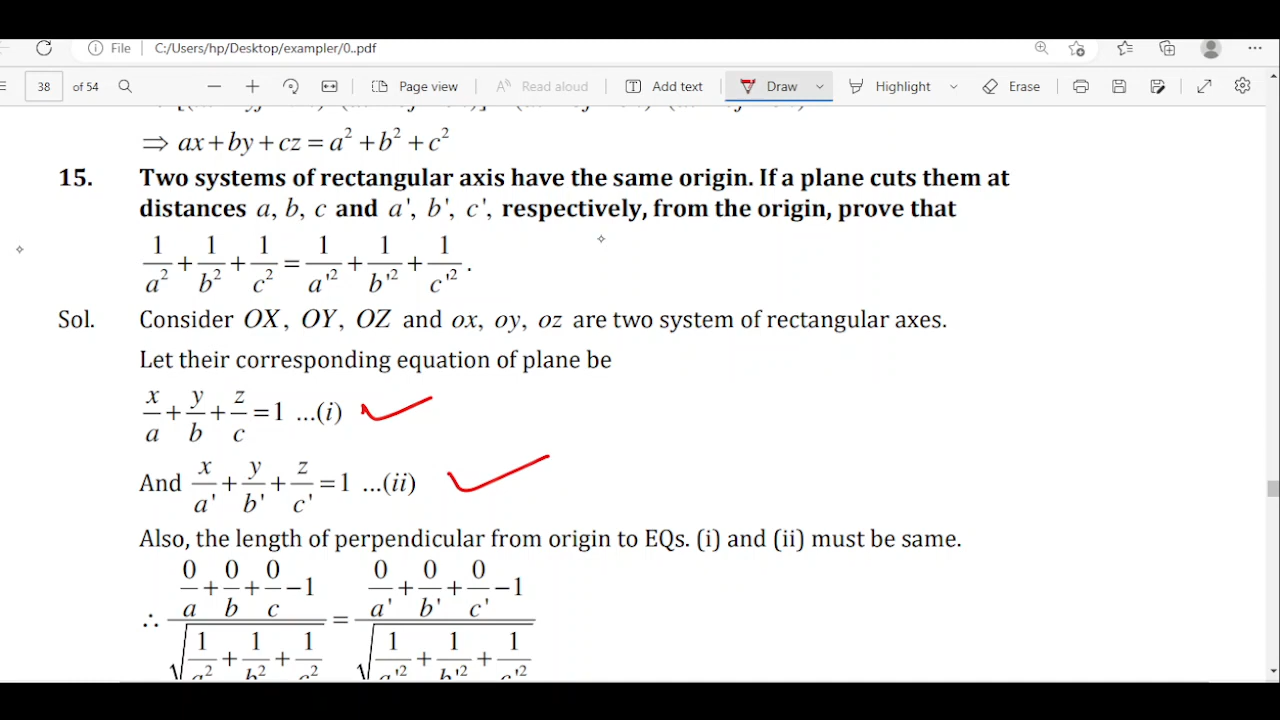 File C:/Users/hp/Desktop/exampler/0..pdf
38 of 54 Page view Read aloud Add text Draw Highlight Erase
⇒ ax+by+cz = a² + b² + c²
15. Two systems of rectangular axis have the same origin. If a plane cuts them at
distances a, b, c and a', b', c', respectively, from the origin, prove that
1/a² + 1/b² + 1/c² = 1/a'² + 1/b'² + 1/c'².
Sol. Consider OX, OY, OZ and ox, oy, oz are two system of rectangular axes.
Let their corresponding equation of plane be
x/a + y/b + z/c = 1 ...(i)
And x/a' + y/b' + z/c' = 1 ...(ii)
Also, the length of perpendicular from origin to EQs. (i) and (ii) must be same.
∴ (0/a + 0/b + 0/c − 1)/√(1/a² + 1/b² + 1/c²) = (0/a' + 0/b' + 0/c' − 1)/√(1/a'² + 1/b'² + 1/c'²)